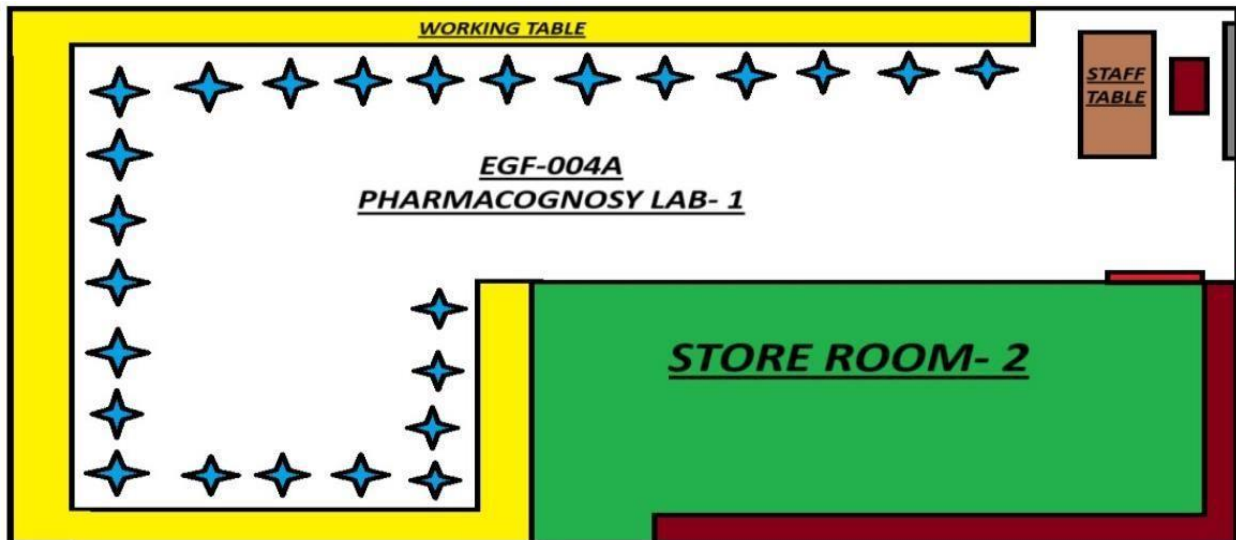 WORKING TABLE
STAFF
TABLE
EGF-004A
PHARMACOGNOSY LAB- 1
STORE ROOM- 2